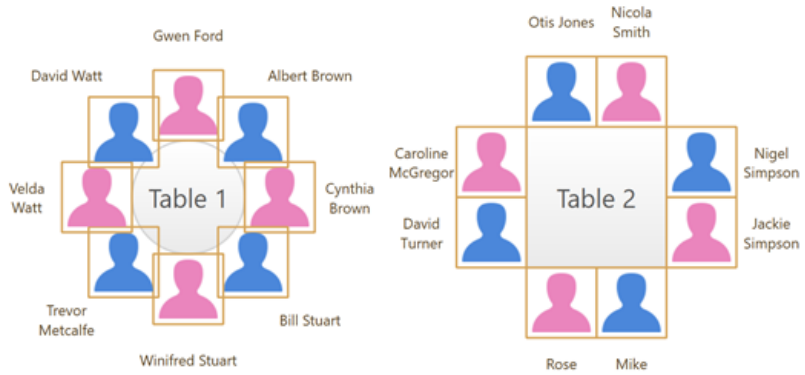 Gwen Ford
David Watt
Albert Brown
Velda
Watt
Table 1
Cynthia
Brown
Trevor
Metcalfe
Bill Stuart
Winifred Stuart
Otis Jones
Nicola
Smith
Caroline
McGregor
Nigel
Simpson
Table 2
David
Turner
Jackie
Simpson
Rose
Mike